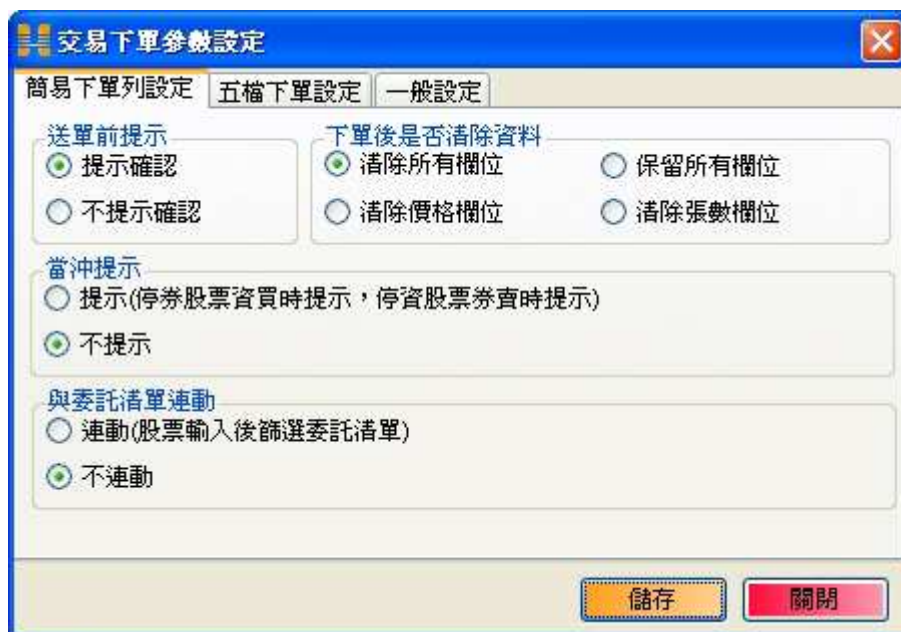 交易下單參數設定
簡易下單列設定 五檔下單設定 一般設定
送單前提示 下單後是否清除資料
提示確認 清除所有欄位 保留所有欄位
不提示確認 清除價格欄位 清除張數欄位
當沖提示
提示(停券股票資買時提示，停資股票券賣時提示)
不提示
與委託清單連動
連動(股票輸入後篩選委託清單)
不連動
儲存 關閉